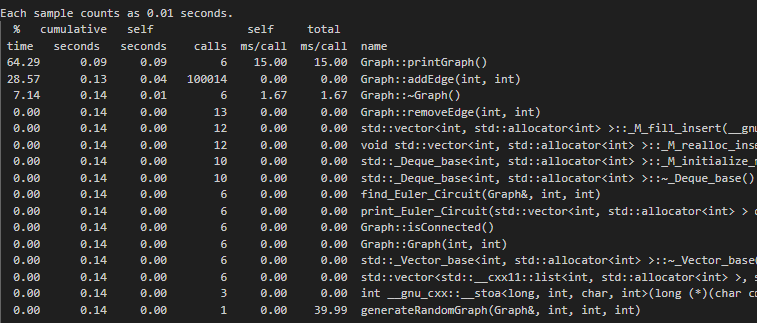 Each sample counts as 0.01 seconds.
% cumulative self self total
time seconds seconds calls ms/call ms/call name
64.29 0.09 0.09 6 15.00 15.00 Graph::printGraph()
28.57 0.13 0.04 100014 0.00 0.00 Graph::addEdge(int, int)
7.14 0.14 0.01 6 1.67 1.67 Graph::~Graph()
0.00 0.14 0.00 13 0.00 0.00 Graph::removeEdge(int, int)
0.00 0.14 0.00 12 0.00 0.00 std::vector<int, std::allocator<int> >::_M_fill_insert(__gnu
0.00 0.14 0.00 12 0.00 0.00 void std::vector<int, std::allocator<int> >::_M_realloc_inse
0.00 0.14 0.00 10 0.00 0.00 std::_Deque_base<int, std::allocator<int> >::_M_initialize_m
0.00 0.14 0.00 10 0.00 0.00 std::_Deque_base<int, std::allocator<int> >::~_Deque_base()
0.00 0.14 0.00 6 0.00 0.00 find_Euler_Circuit(Graph&, int, int)
0.00 0.14 0.00 6 0.00 0.00 print_Euler_Circuit(std::vector<int, std::allocator<int> > c
0.00 0.14 0.00 6 0.00 0.00 Graph::isConnected()
0.00 0.14 0.00 6 0.00 0.00 Graph::Graph(int, int)
0.00 0.14 0.00 6 0.00 0.00 std::_Vector_base<int, std::allocator<int> >::~_Vector_base(
0.00 0.14 0.00 6 0.00 0.00 std::vector<std::__cxx11::list<int, std::allocator<int> >, s
0.00 0.14 0.00 3 0.00 0.00 int __gnu_cxx::__stoa<long, int, char, int>(long (*)(char co
0.00 0.14 0.00 1 0.00 39.99 generateRandomGraph(Graph&, int, int, int)